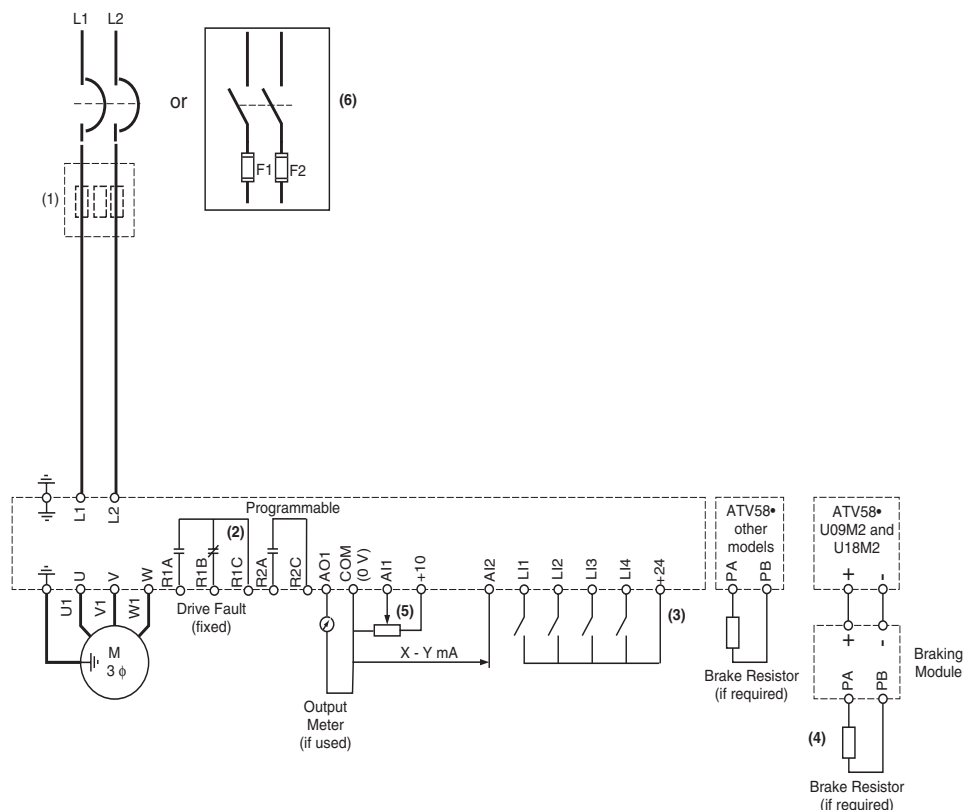 L1 L2
or
(6)
F1 F2
(1)
L1
L2
Programmable
(2)
U
V
W
R1A
R1B
R1C
R2A
R2C
AO1
COM
(0 V)
AI1
+10
AI2
LI1
LI2
LI3
LI4
+24
ATV58•
other
models
PA
PB
ATV58•
U09M2 and
U18M2
+
-
U1
V1
W1
Drive Fault
(fixed)
(5)
(3)
M
3 ϕ
X - Y mA
Output
Meter
(if used)
Brake Resistor
(if required)
+
-
PA
PB
Braking
Module
(4)
Brake Resistor
(if required)